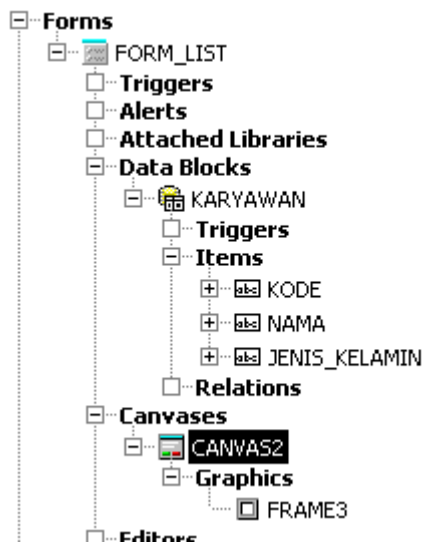 Forms
FORM_LIST
Triggers
Alerts
Attached Libraries
Data Blocks
KARYAWAN
Triggers
Items
KODE
NAMA
JENIS_KELAMIN
Relations
Canvases
CANVAS2
Graphics
FRAME3
Editors